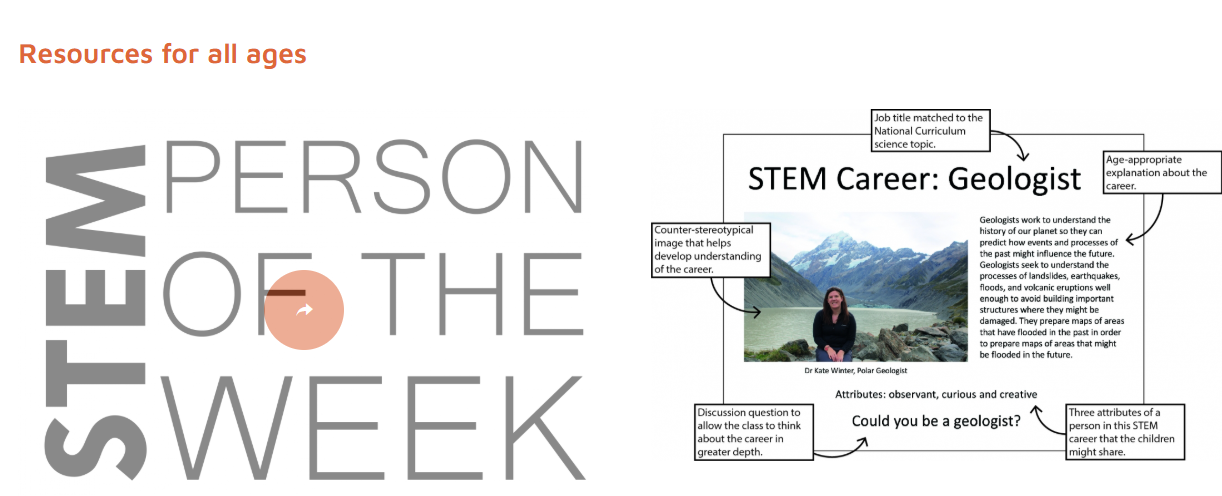 Resources for all ages
STEM
PERSON
OF THE
WEEK
Job title matched to the
National Curriculum
science topic.
STEM Career: Geologist
Age-appropriate
explanation about the
career.
Counter-stereotypical
image that helps
develop understanding
of the career.
Geologists work to understand the
history of our planet so they can
predict how events and processes of
the past might influence the future.
Geologists seek to understand the
processes of landslides, earthquakes,
floods, and volcanic eruptions well
enough to avoid building important
structures where they might be
damaged. They prepare maps of areas
that have flooded in the past in order
to prepare maps of areas that might
be flooded in the future.
Dr Kate Winter, Polar Geologist
Attributes: observant, curious and creative
Could you be a geologist?
Discussion question to
allow the class to think
about the career in
greater depth.
Three attributes of a
person in this STEM
career that the children
might share.